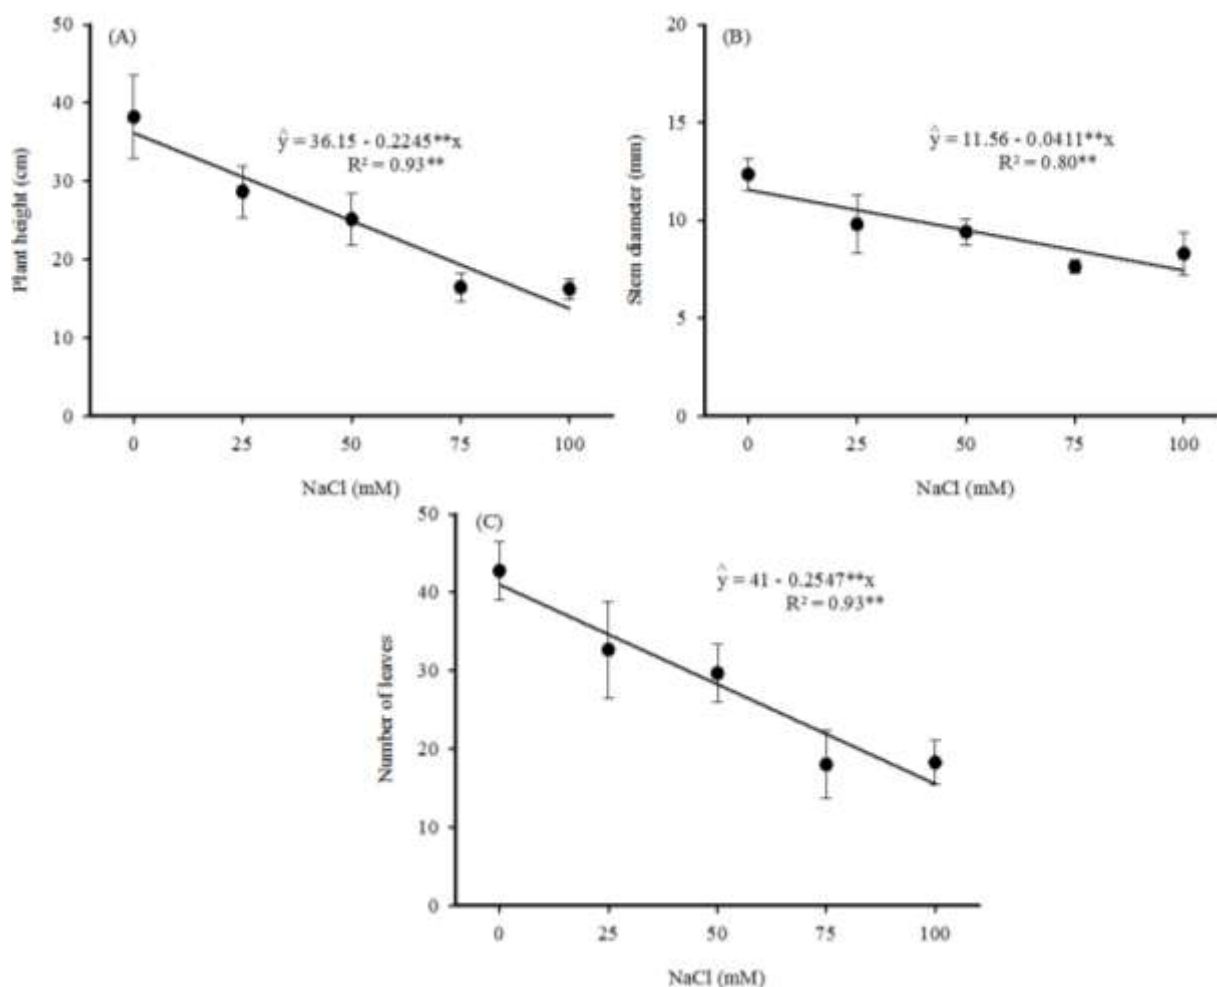 (A)
50
40
30
20
10
0
Plant height (cm)
ŷ = 36.15 - 0.2245**x
R² = 0.93**
0 25 50 75 100
NaCl (mM)
(B)
20
15
10
5
0
Stem diameter (mm)
ŷ = 11.56 - 0.0411**x
R² = 0.80**
0 25 50 75 100
NaCl (mM)
(C)
50
40
30
20
10
0
Number of leaves
ŷ = 41 - 0.2547**x
R² = 0.93**
0 25 50 75 100
NaCl (mM)